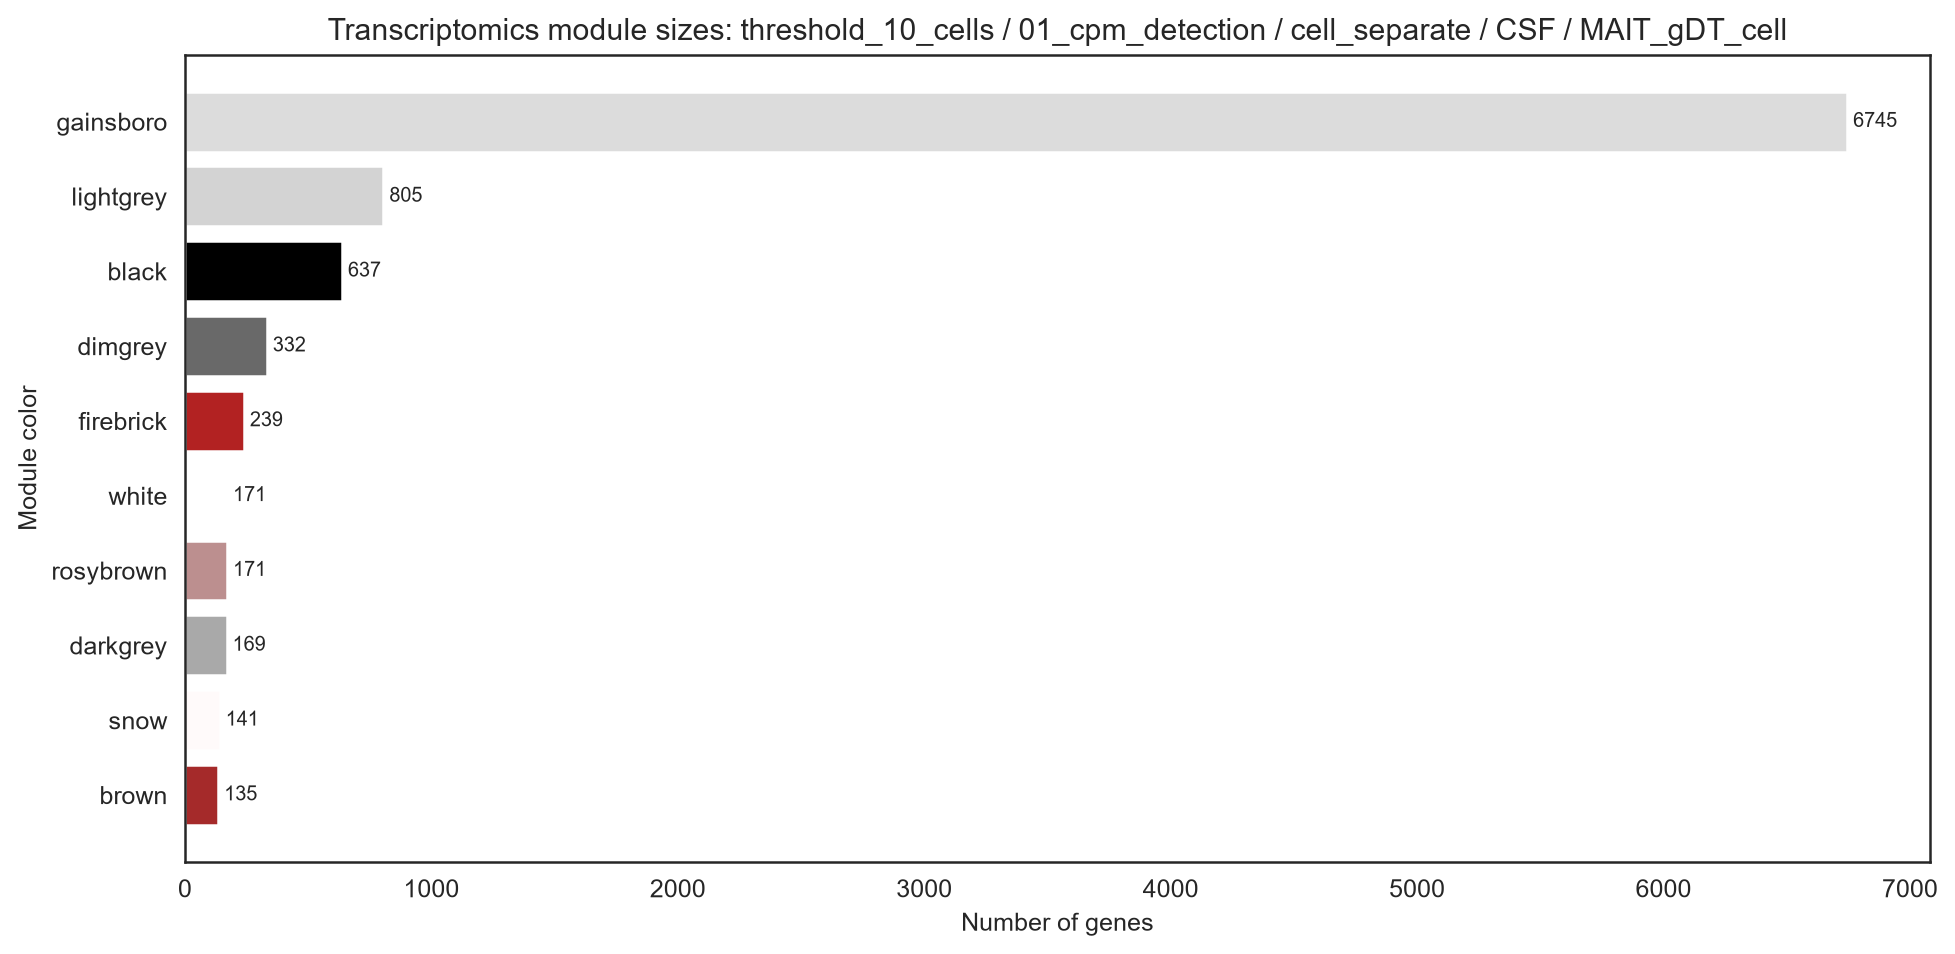 Transcriptomics module sizes: threshold_10_cells / 01_cpm_detection / cell_separate / CSF / MAIT_gDT_cell
Module color
gainsboro 6745
lightgrey 805
black 637
dimgrey 332
firebrick 239
white 171
rosybrown 171
darkgrey 169
snow 141
brown 135
0 1000 2000 3000 4000 5000 6000 7000
Number of genes